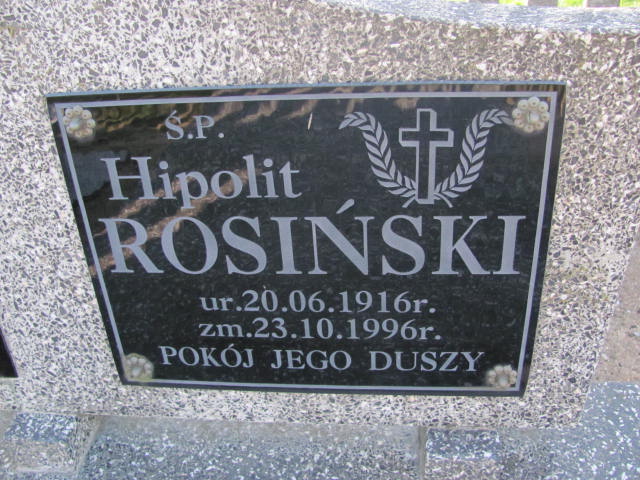 Ś.P.
Hipolit
ROSIŃSKI
ur.20.06.1916r.
zm.23.10.1996r.
POKÓJ JEGO DUSZY